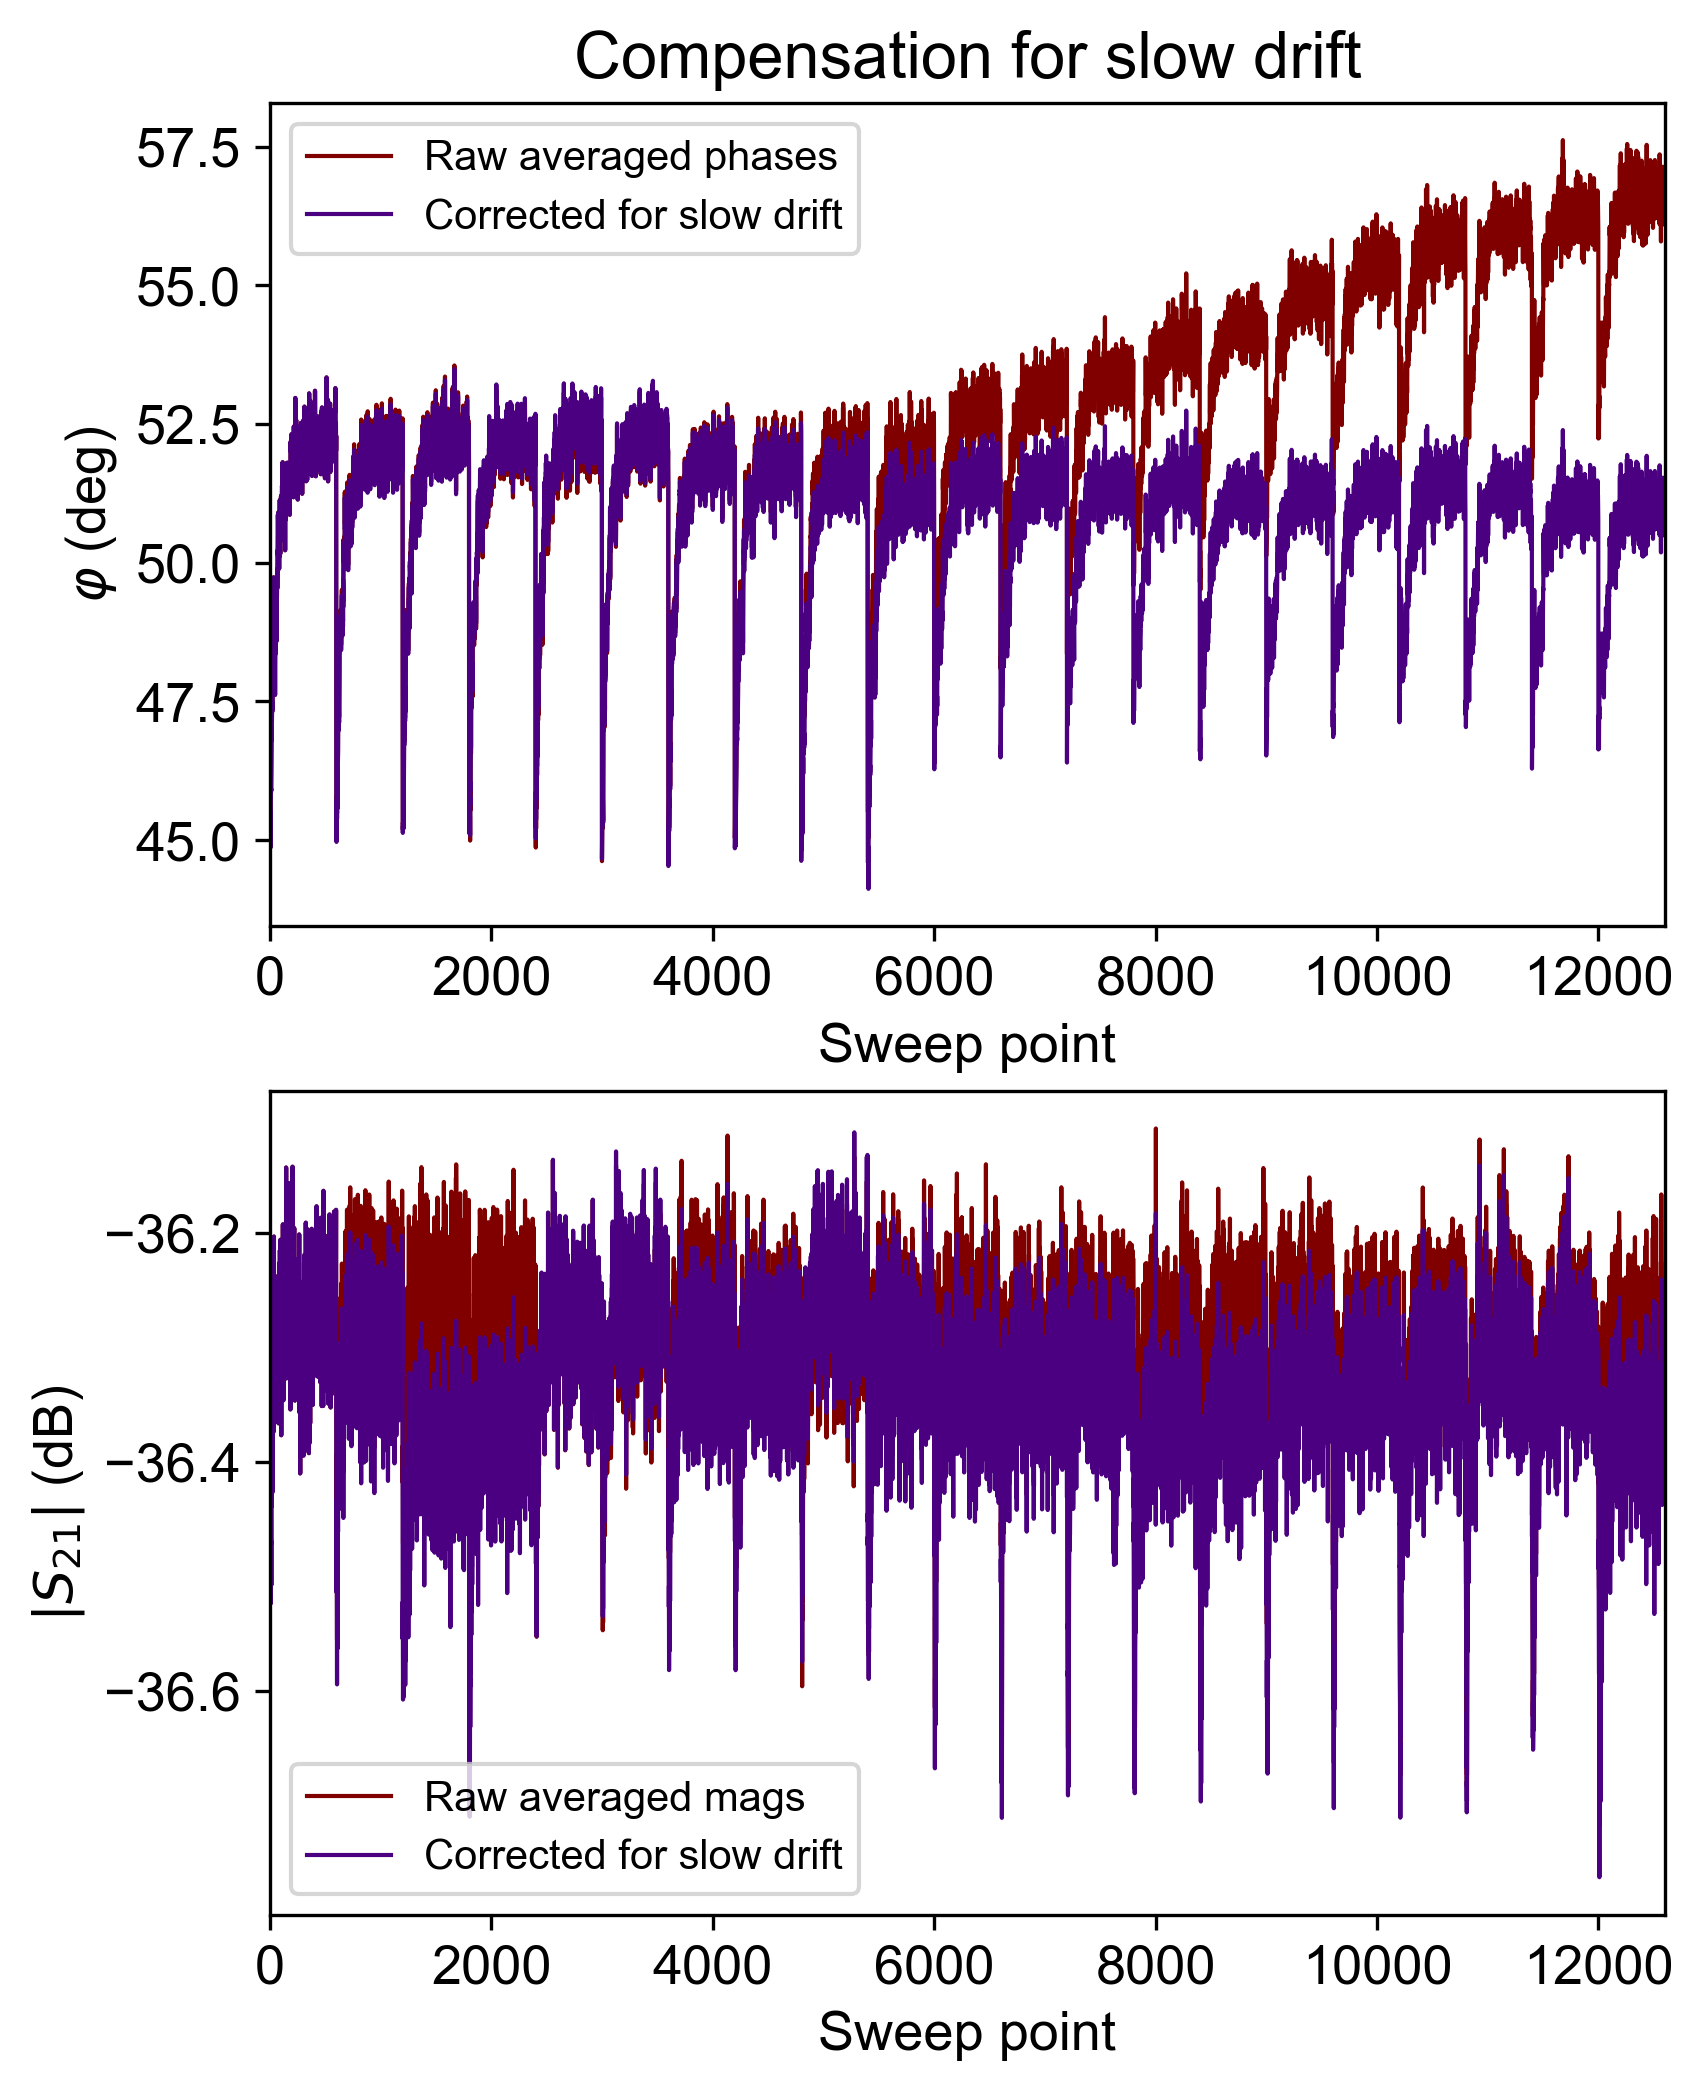 Compensation for slow drift
Raw averaged phases
Corrected for slow drift
57.5
55.0
52.5
50.0
47.5
45.0
φ (deg)
0 2000 4000 6000 8000 10000 12000
Sweep point
−36.2
−36.4
−36.6
|S₂₁| (dB)
Raw averaged mags
Corrected for slow drift
0 2000 4000 6000 8000 10000 12000
Sweep point